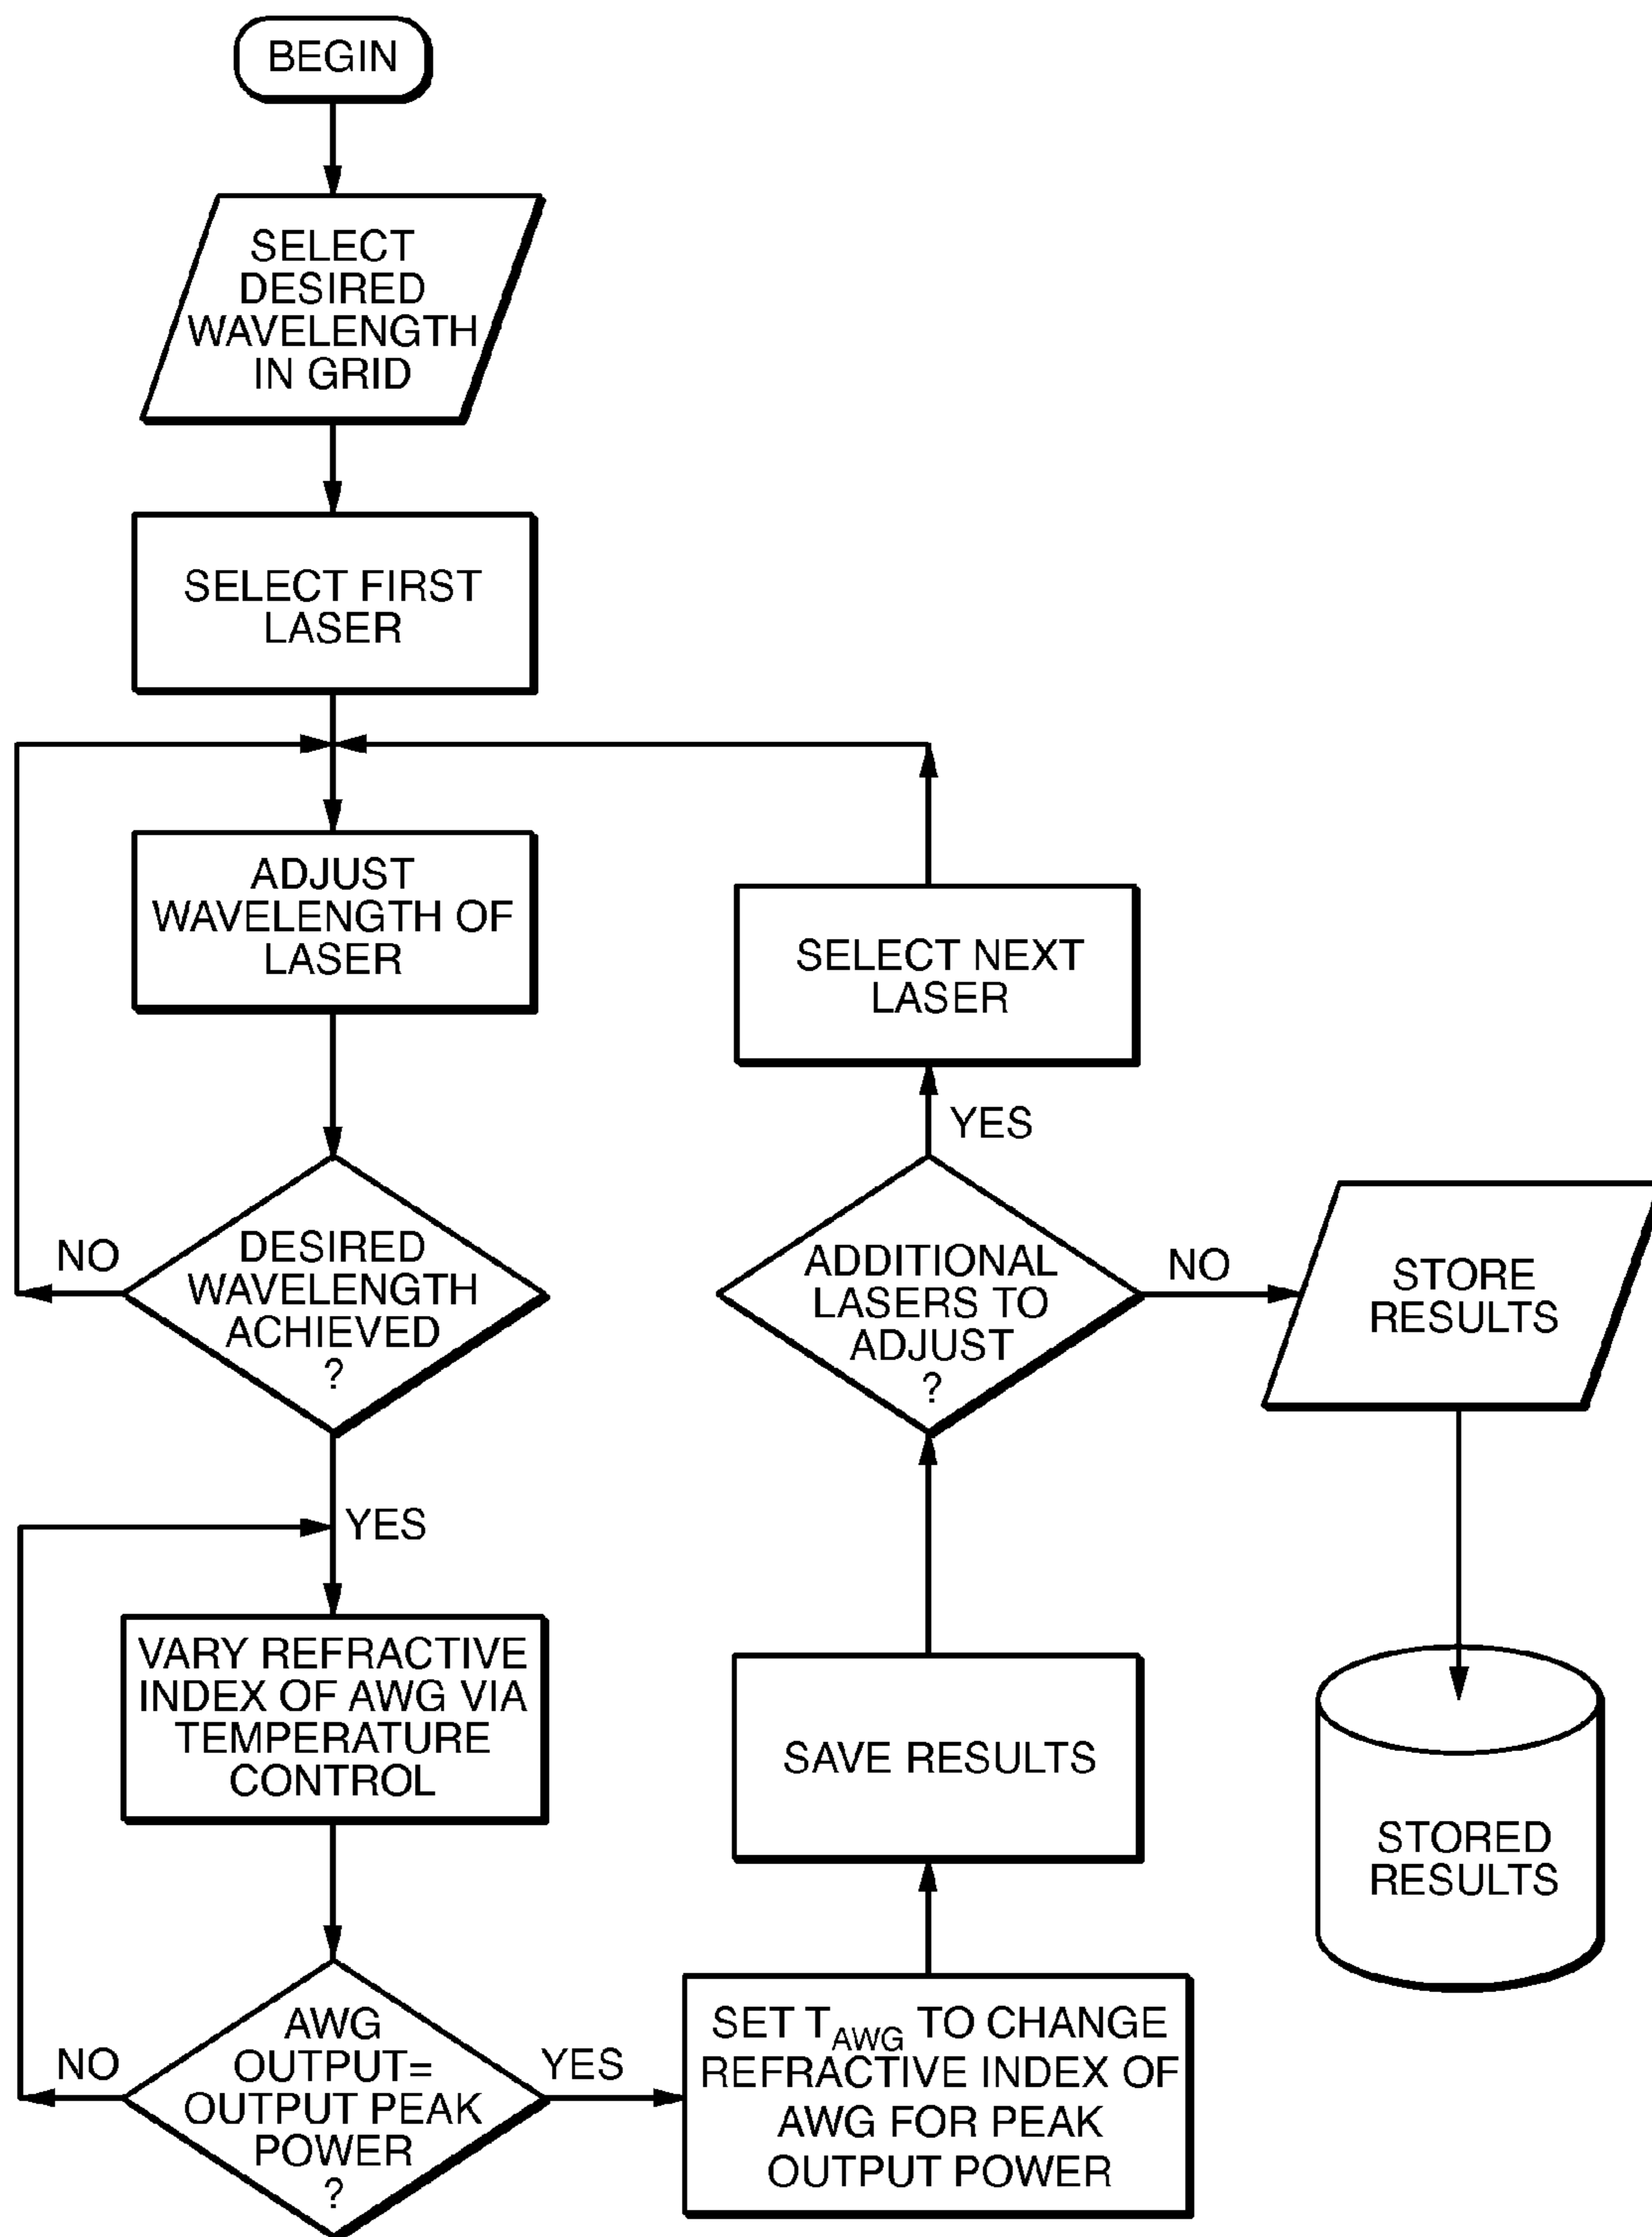 BEGIN
SELECT
DESIRED
WAVELENGTH
IN GRID
SELECT FIRST
LASER
ADJUST
WAVELENGTH OF
LASER
NO
DESIRED
WAVELENGTH
ACHIEVED
?
YES
VARY REFRACTIVE
INDEX OF AWG VIA
TEMPERATURE
CONTROL
NO
AWG
OUTPUT=
OUTPUT PEAK
POWER
?
YES
SET T_AWG TO CHANGE
REFRACTIVE INDEX OF
AWG FOR PEAK
OUTPUT POWER
SAVE RESULTS
ADDITIONAL
LASERS TO
ADJUST
?
YES
SELECT NEXT
LASER
NO
STORE
RESULTS
STORED
RESULTS